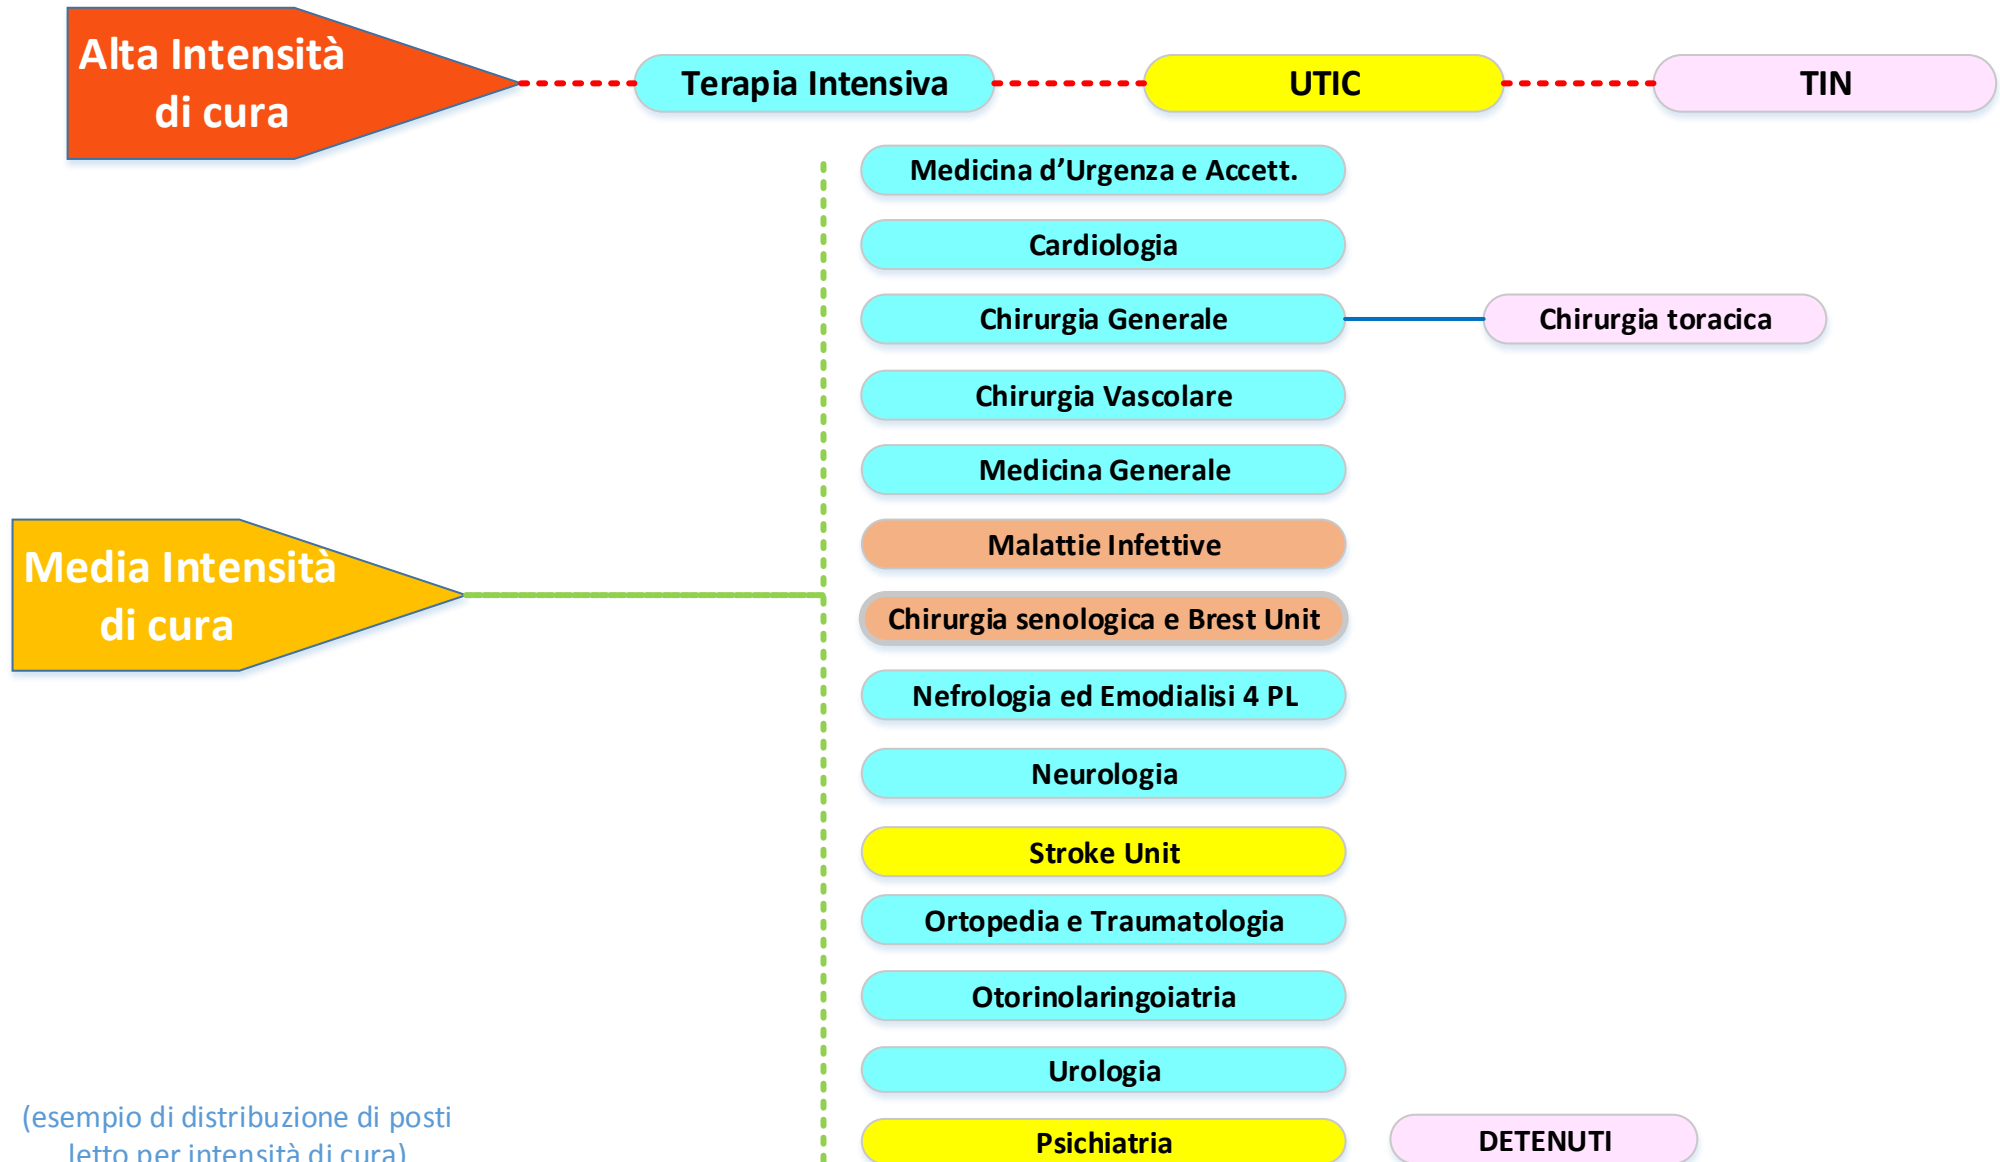 Alta Intensità
di cura
Terapia Intensiva
UTIC
TIN
Medicina d’Urgenza e Accett.
Cardiologia
Chirurgia Generale
Chirurgia toracica
Chirurgia Vascolare
Medicina Generale
Malattie Infettive
Media Intensità
di cura
Chirurgia senologica e Brest Unit
Nefrologia ed Emodialisi 4 PL
Neurologia
Stroke Unit
Ortopedia e Traumatologia
Otorinolaringoiatria
Urologia
Psichiatria
DETENUTI
(esempio di distribuzione di posti
letto per intensità di cura)